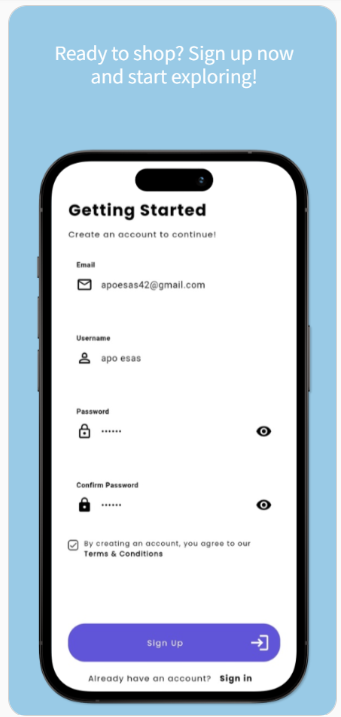 Ready to shop? Sign up now
and start exploring!
Getting Started
Create an account to continue!
Email
apoesas42@gmail.com
Username
apo esas
Password
••••••
Confirm Password
••••••
By creating an account, you agree to our
Terms & Conditions
Sign Up
Already have an account? Sign in